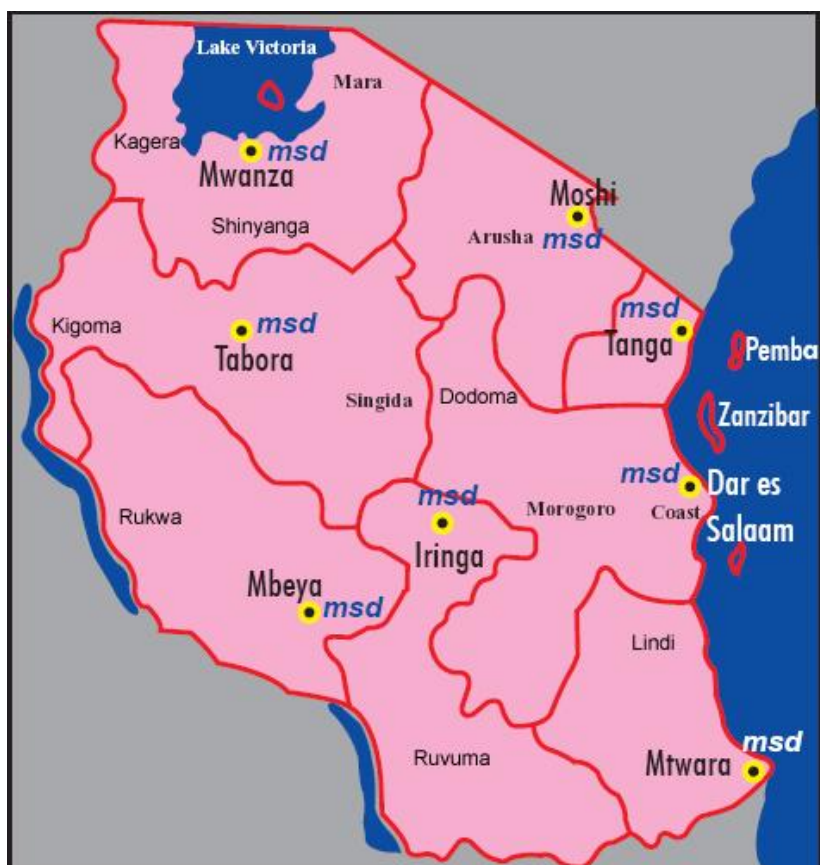 Lake Victoria
Mara
Kagera
msd
Mwanza
Moshi
Shinyanga
Arusha
msd
Kigoma
msd
Tabora
msd
Tanga
Pemba
Singida
Dodoma
Zanzibar
msd
Dar es
Salaam
Rukwa
msd
Iringa
Morogoro
Coast
Mbeya
msd
Lindi
Ruvuma
msd
Mtwara